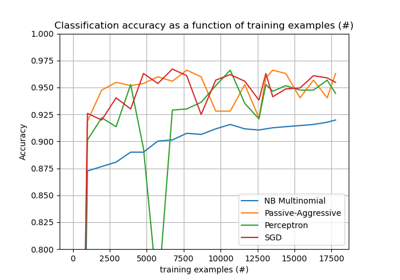 Classification accuracy as a function of training examples (#)
1.000
0.975
0.950
0.925
0.900
0.875
0.850
0.825
0.800
Accuracy
0 2500 5000 7500 10000 12500 15000 17500
training examples (#)
NB Multinomial
Passive-Aggressive
Perceptron
SGD